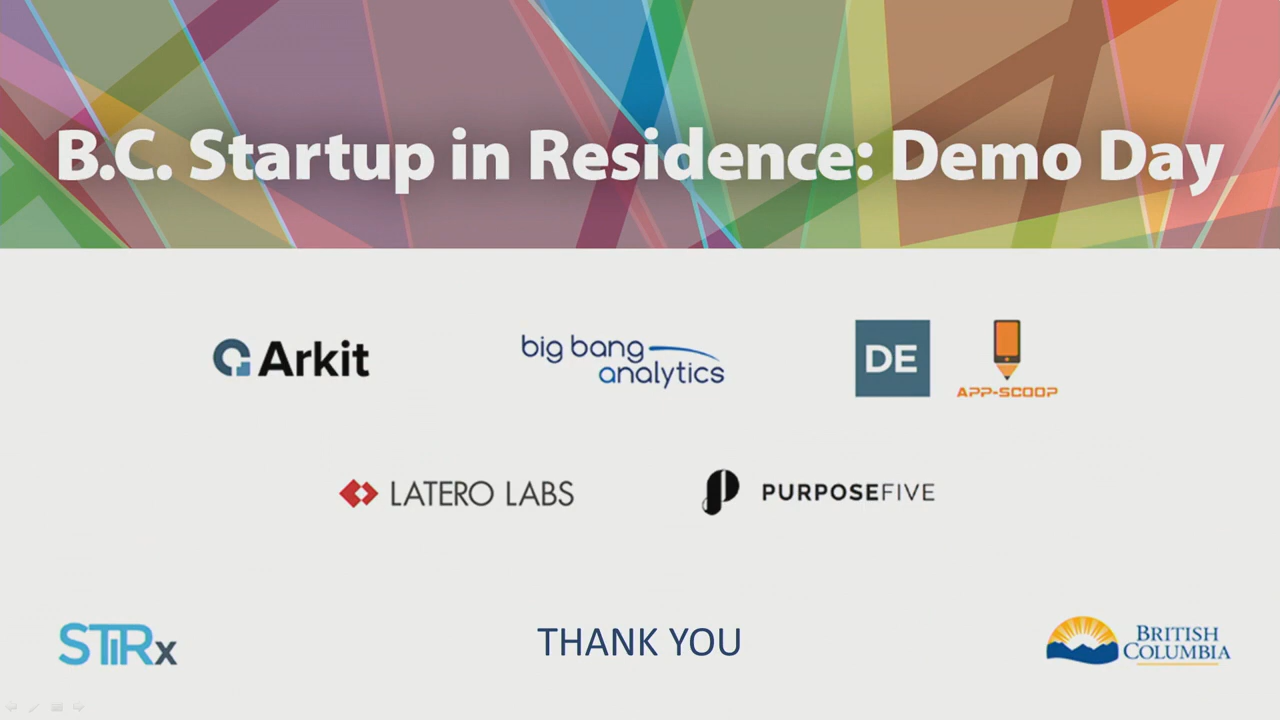 B.C. Startup in Residence: Demo Day
Arkit
big bang
analytics
DE
APP-SCOOP
LATERO LABS
PURPOSEFIVE
STiRx
THANK YOU
BRITISH
COLUMBIA